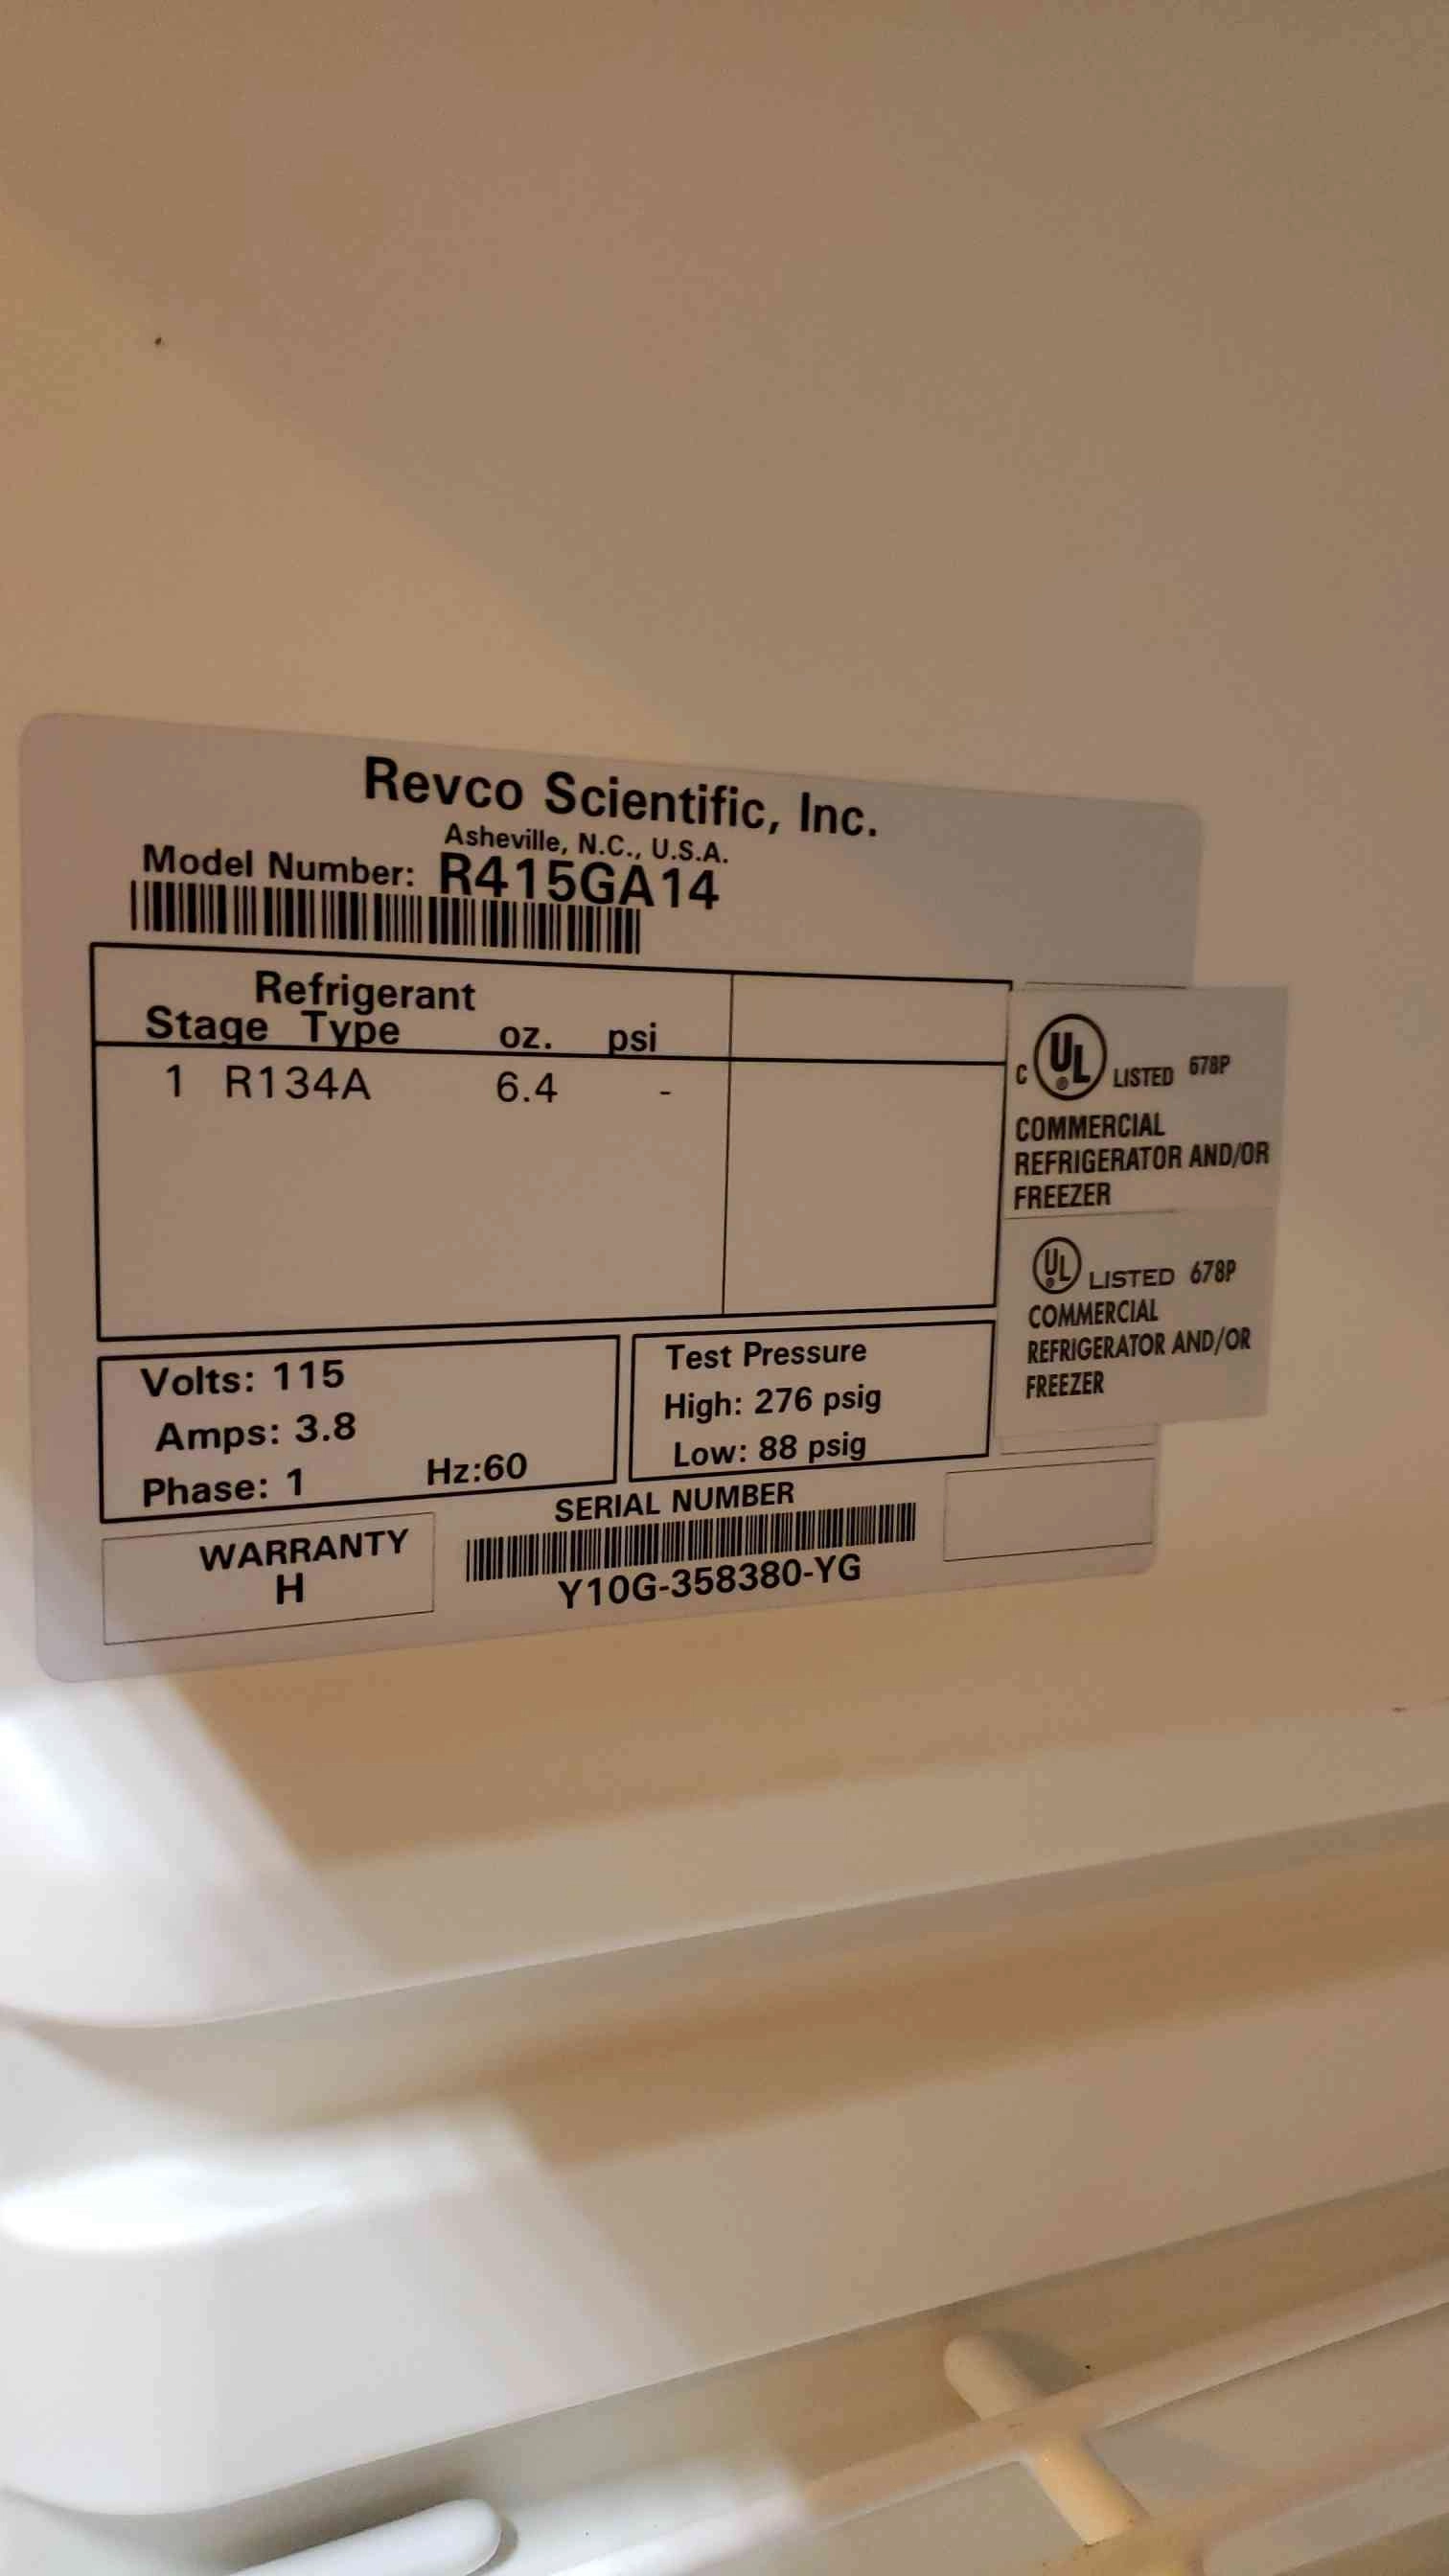 Revco Scientific, Inc.
Asheville, N.C., U.S.A.
Model Number: R415GA14
Refrigerant
Stage Type oz. psi
1 R134A 6.4 -
C UL LISTED 678P
COMMERCIAL
REFRIGERATOR AND/OR
FREEZER
UL LISTED 678P
COMMERCIAL
REFRIGERATOR AND/OR
FREEZER
Volts: 115
Amps: 3.8
Phase: 1 Hz:60
Test Pressure
High: 276 psig
Low: 88 psig
WARRANTY
H
SERIAL NUMBER
Y10G-358380-YG